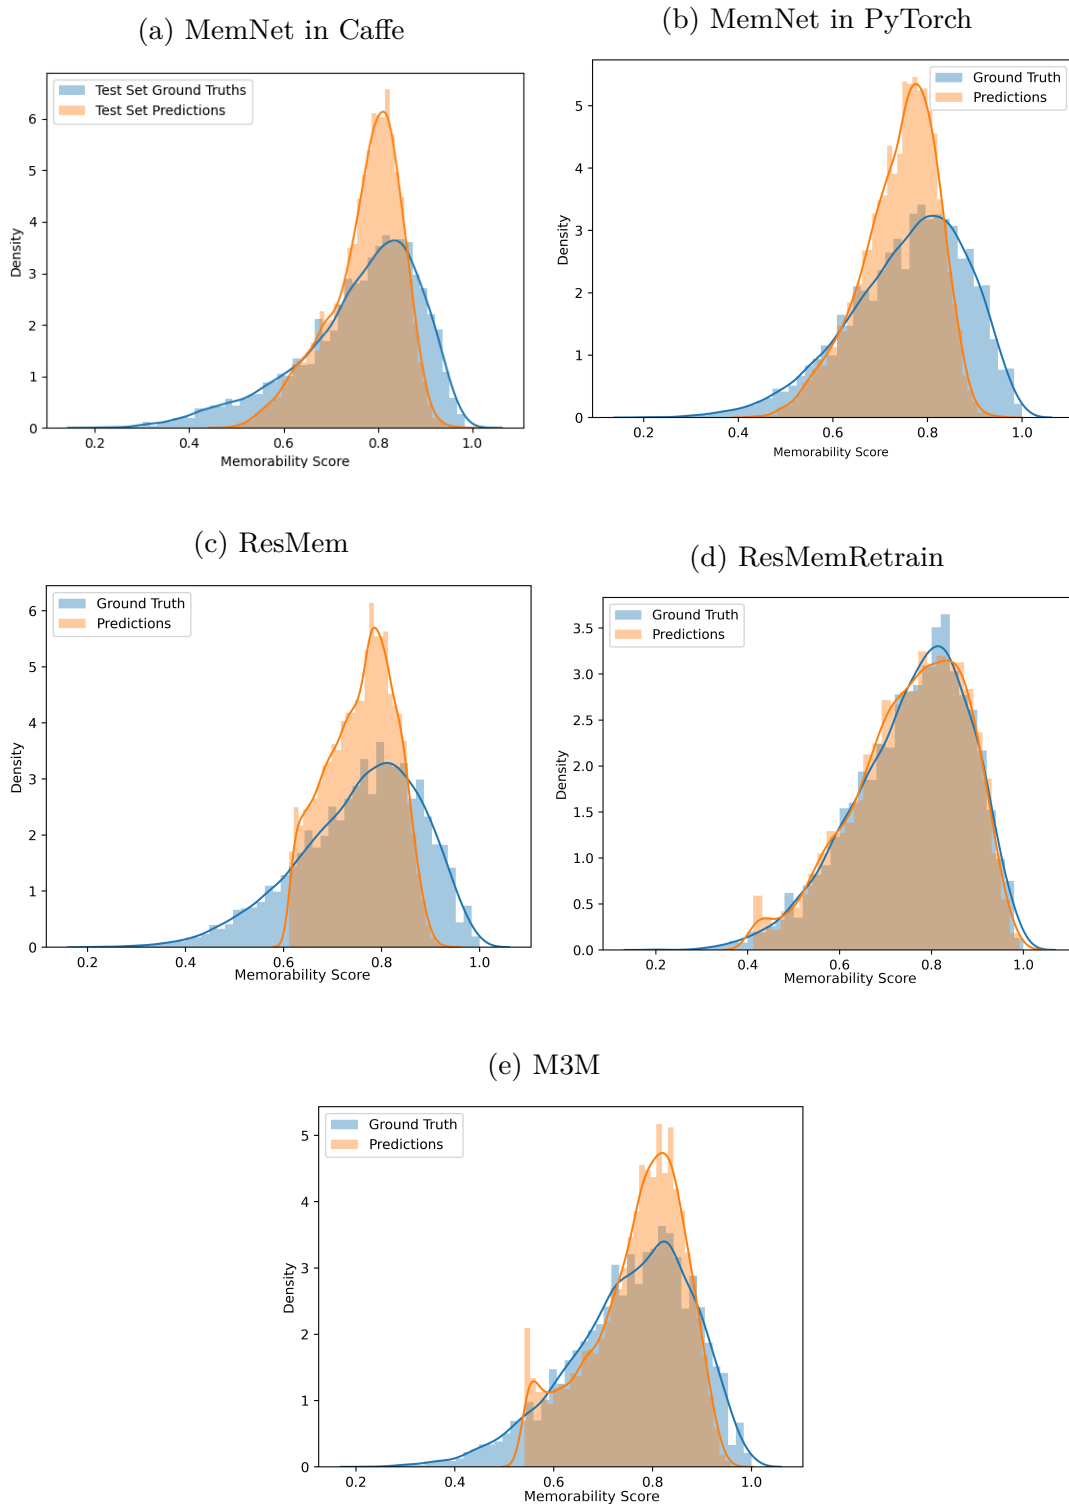 (a) MemNet in Caffe
Test Set Ground Truths
Test Set Predictions
6
5
4
3
2
1
0
Density
0.2 0.4 0.6 0.8 1.0
Memorability Score
(b) MemNet in PyTorch
Ground Truth
Predictions
5
4
3
2
1
0
Density
0.2 0.4 0.6 0.8 1.0
Memorability Score
(c) ResMem
Ground Truth
Predictions
6
5
4
3
2
1
0
Density
0.2 0.4 0.6 0.8 1.0
Memorability Score
(d) ResMemRetrain
Ground Truth
Predictions
3.5
3.0
2.5
2.0
1.5
1.0
0.5
0.0
Density
0.2 0.4 0.6 0.8 1.0
Memorability Score
(e) M3M
Ground Truth
Predictions
5
4
3
2
1
0
Density
0.2 0.4 0.6 0.8 1.0
Memorability Score